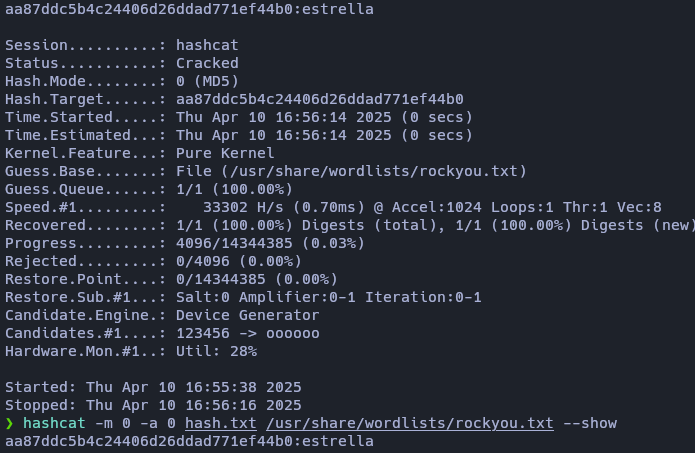 aa87ddc5b4c24406d26ddad771ef44b0:estrella
Session..........: hashcat
Status...........: Cracked
Hash.Mode........: 0 (MD5)
Hash.Target......: aa87ddc5b4c24406d26ddad771ef44b0
Time.Started.....: Thu Apr 10 16:56:14 2025 (0 secs)
Time.Estimated...: Thu Apr 10 16:56:14 2025 (0 secs)
Kernel.Feature...: Pure Kernel
Guess.Base.......: File (/usr/share/wordlists/rockyou.txt)
Guess.Queue......: 1/1 (100.00%)
Speed.#1.........:    33302 H/s (0.70ms) @ Accel:1024 Loops:1 Thr:1 Vec:8
Recovered........: 1/1 (100.00%) Digests (total), 1/1 (100.00%) Digests (new)
Progress.........: 4096/14344385 (0.03%)
Rejected.........: 0/4096 (0.00%)
Restore.Point....: 0/14344385 (0.00%)
Restore.Sub.#1...: Salt:0 Amplifier:0-1 Iteration:0-1
Candidate.Engine.: Device Generator
Candidates.#1....: 123456 -> oooooo
Hardware.Mon.#1..: Util: 28%
Started: Thu Apr 10 16:55:38 2025
Stopped: Thu Apr 10 16:56:16 2025
❯ hashcat -m 0 -a 0 hash.txt /usr/share/wordlists/rockyou.txt --show
aa87ddc5b4c24406d26ddad771ef44b0:estrella